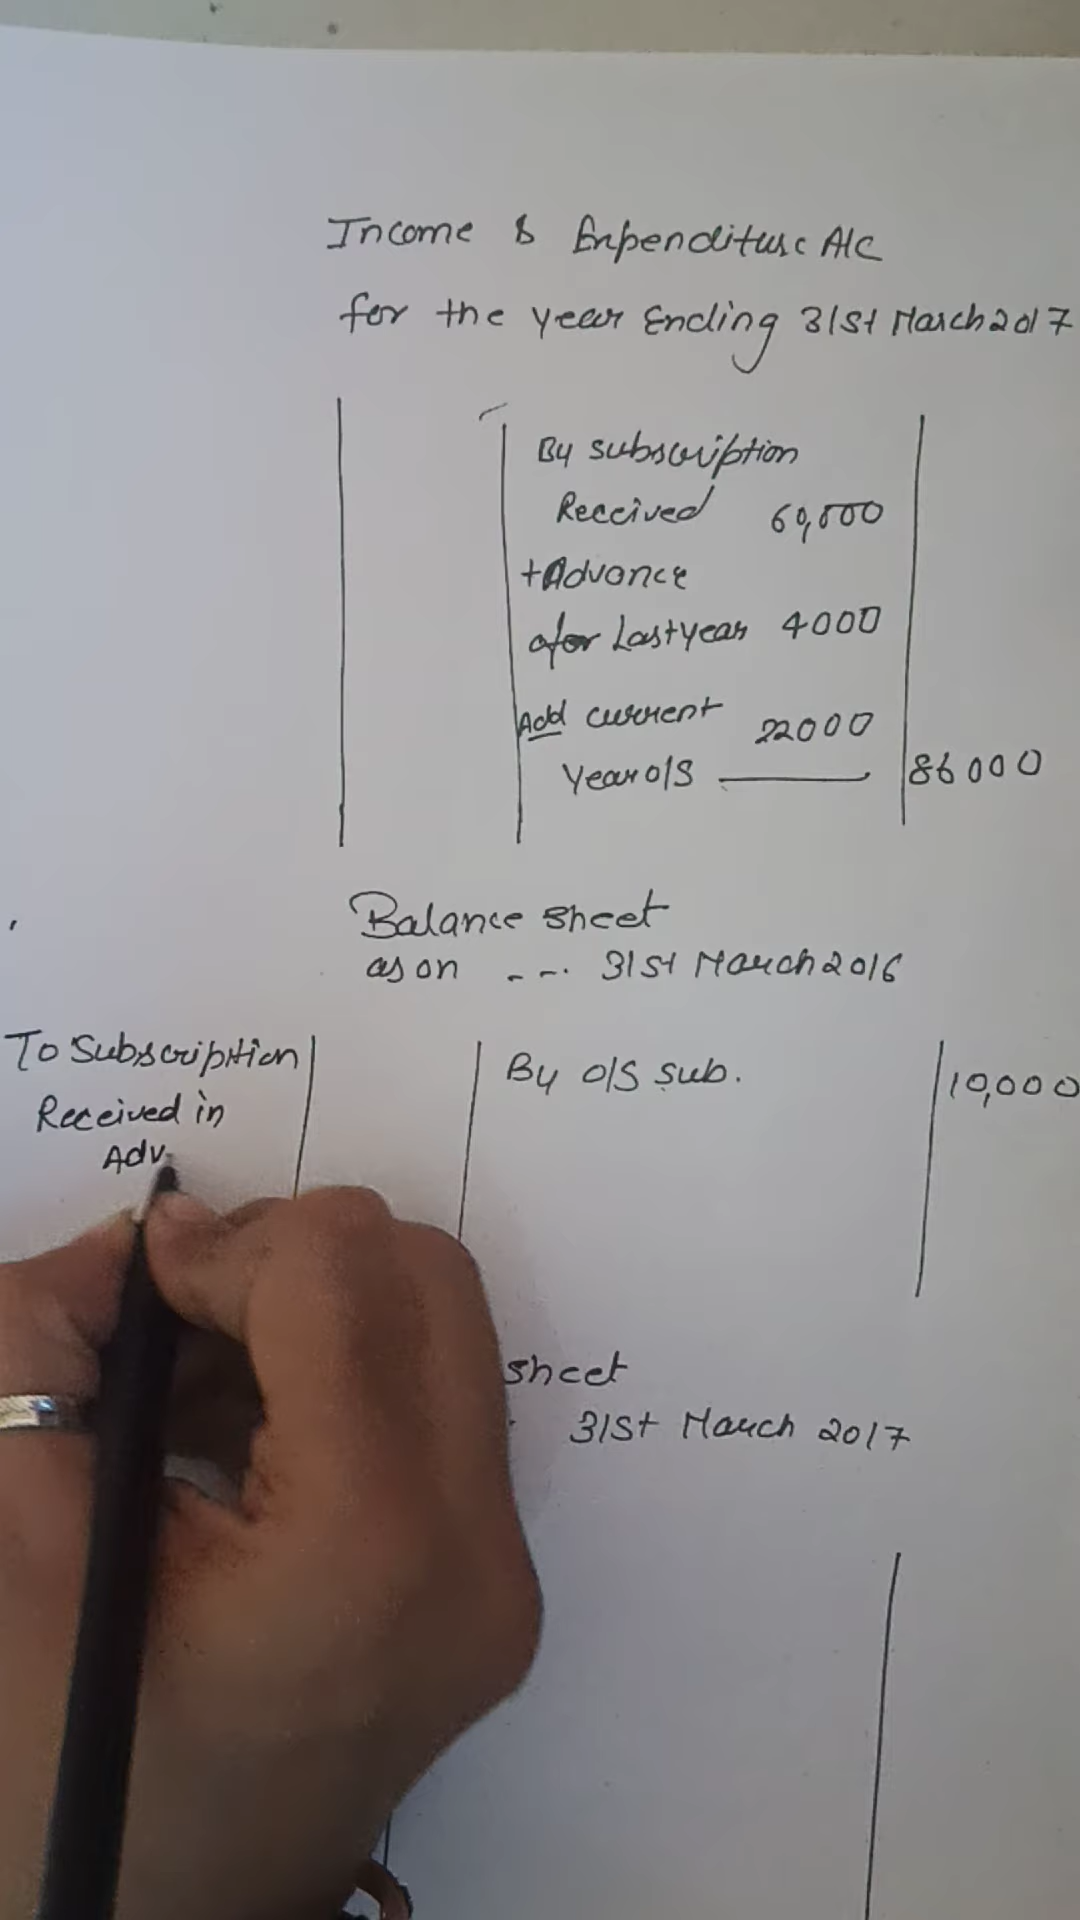 Income & Expenditure A/C
for the year Ending 31st March 2017
By subscription
Received 60,000
+Advance
for Last year 4000
Add current
22000
Year o/s
86000
Balance sheet
as on --. 31st March 2016
To Subscription
Received in
Adv.
By o/s sub.
10,000
sheet
31st March 2017